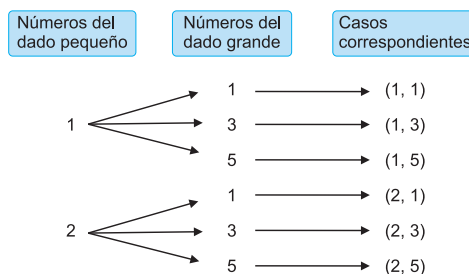 Números del
dado pequeño
Números del
dado grande
Casos
correspondientes
1
1
(1, 1)
3
(1, 3)
5
(1, 5)
2
1
(2, 1)
3
(2, 3)
5
(2, 5)